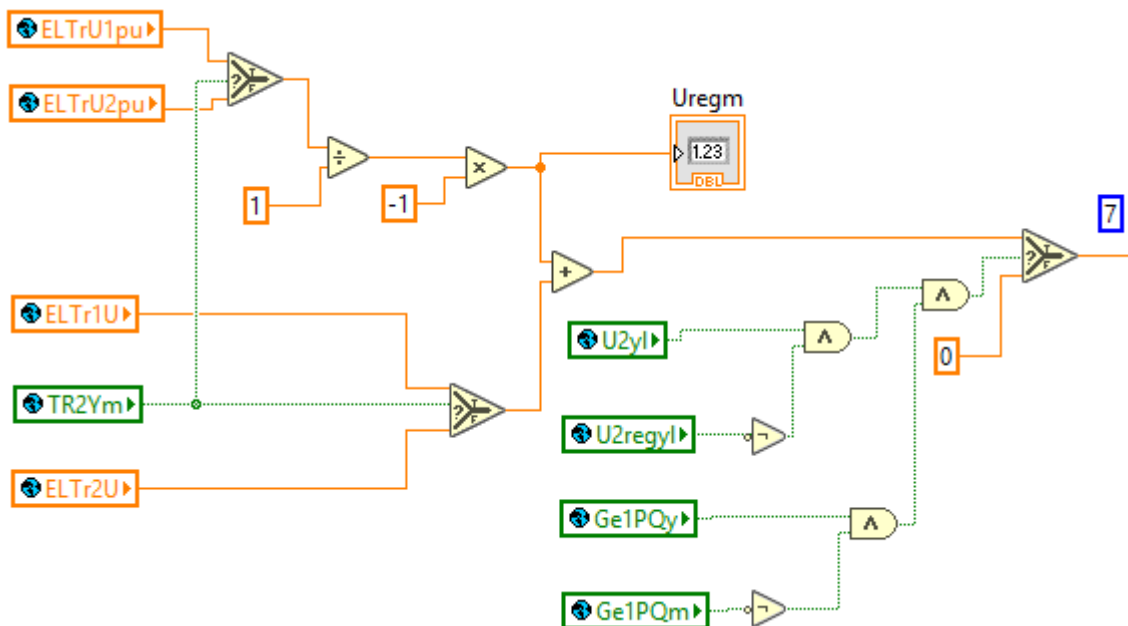 ELTrU1pu
ELTrU2pu
?
T
F
Uregm
1.23
DBL
÷
×
1
-1
7
+
?
T
F
ELTr1U
U2yl
0
TR2Ym
?
T
F
U2regyl
ELTr2U
Ge1PQy
Ge1PQm